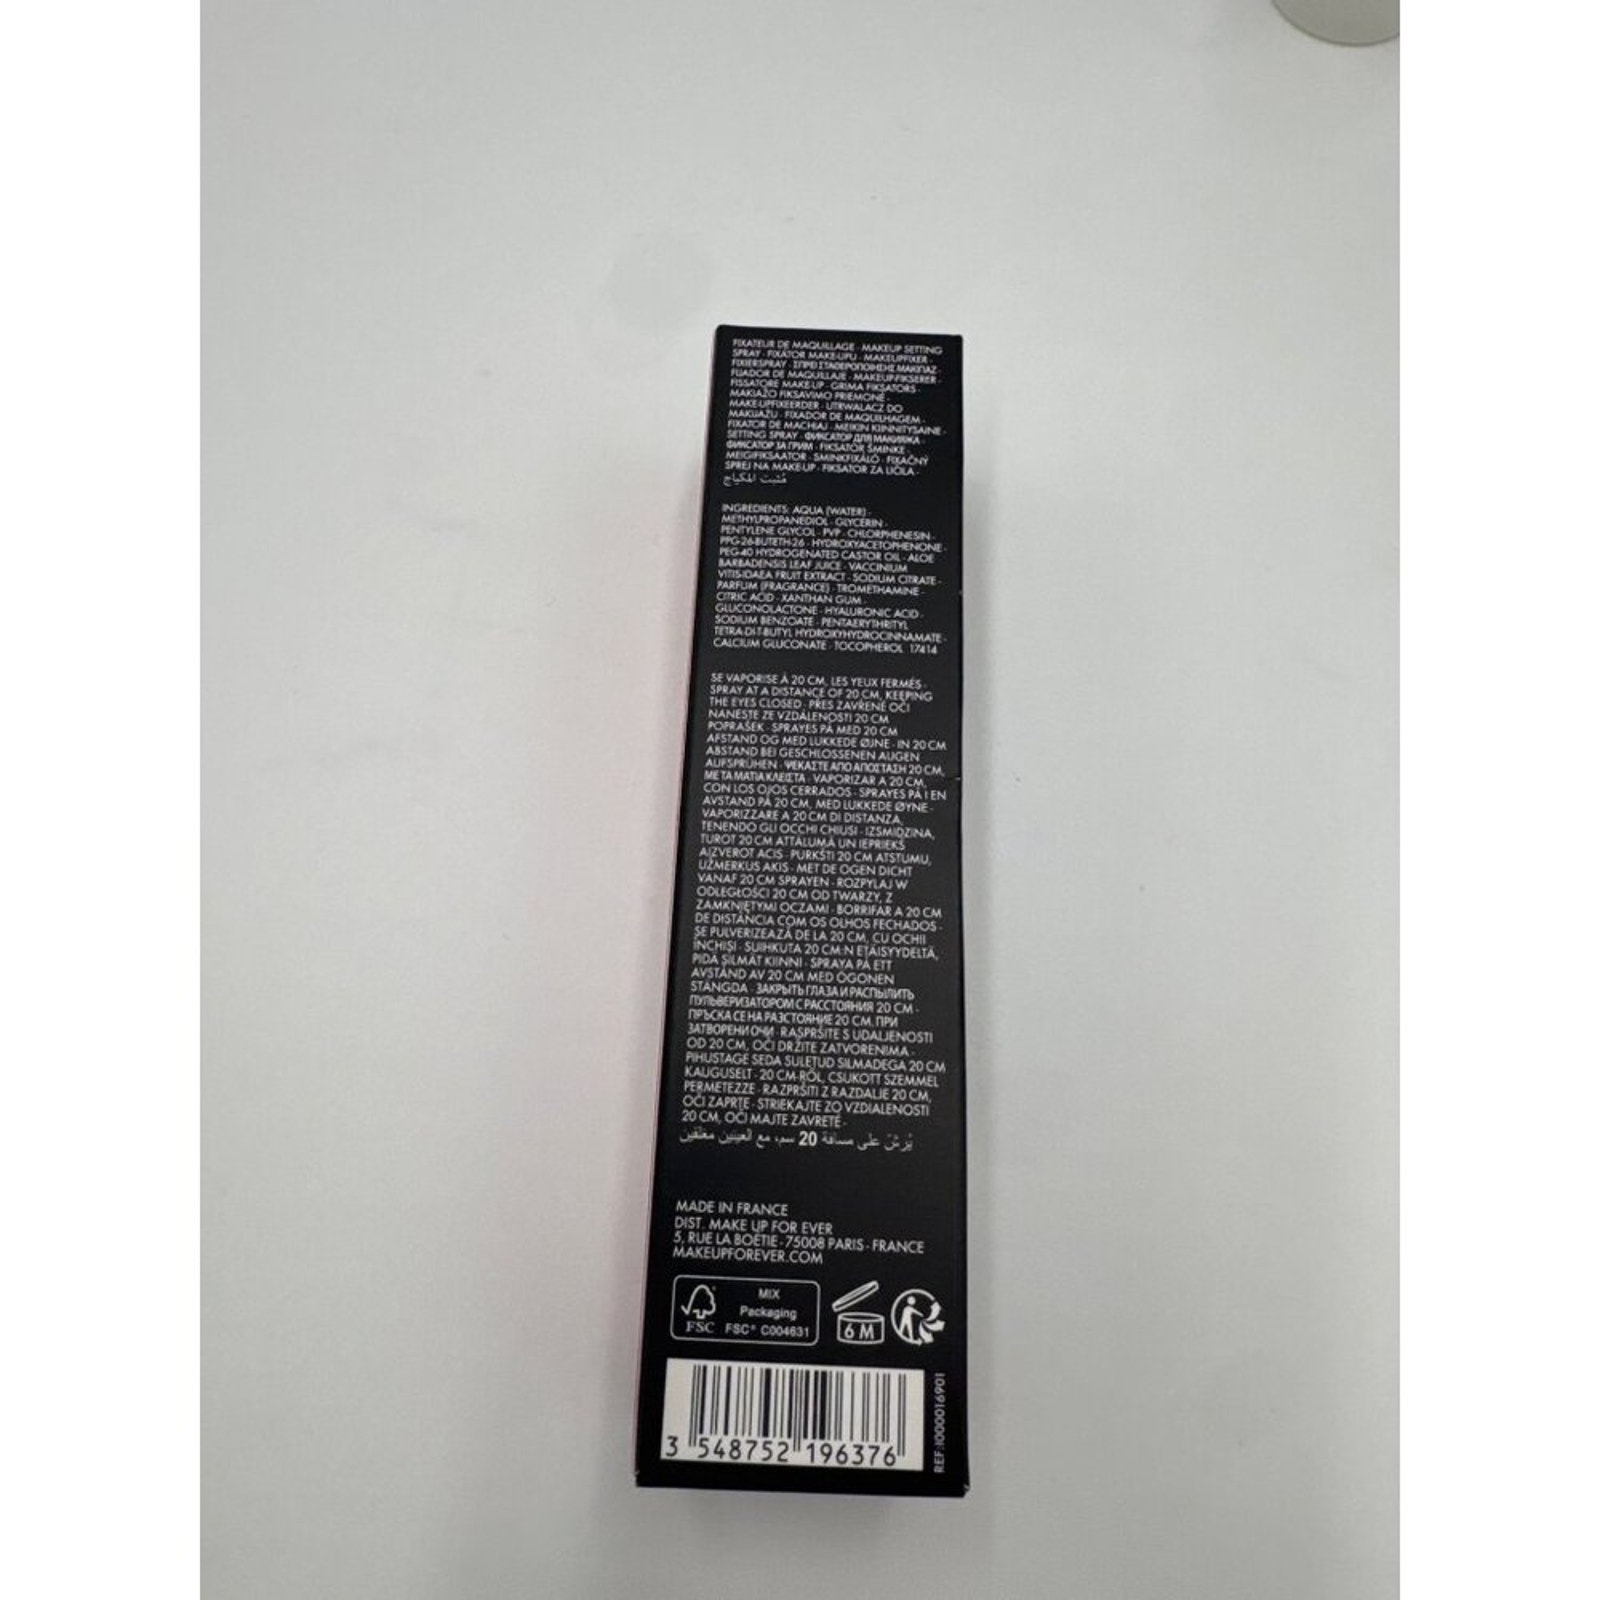 FIXATEUR DE MAQUILLAGE · MAKEUP SETTING
SPRAY · FIXÁTOR MAKE-UPU · MAKEUPFIXER ·
FIXIERSPRAY · ΣΠΡΕΪ ΣΤΑΘΕΡΟΠΟΙΗΣΗΣ ΜΑΚΙΓΙΑΖ ·
FIJADOR DE MAQUILLAJE · MAKEUP-FIKSERER ·
FISSATORE MAKE-UP · GRIMA FIKSATORS ·
MAKIAŽO FIKSAVIMO PRIEMONĖ ·
MAKE-UPFIXEERDER · UTRWALACZ DO
MAKIJAŻU · FIXADOR DE MAQUILHAGEM ·
FIXATOR DE MACHIAJ · MEIKIN KIINNITYSAINE ·
SETTING SPRAY · ФИКСАТОР ДЛЯ МАКИЯЖА ·
ФИКСАТОР ЗА ГРИМ · FIKSATOR ŠMINKE ·
MEIGIFIKSAATOR · SMINKFIXÁLÓ · FIXAČNÝ
SPREJ NA MAKE-UP · FIKSATOR ZA LIČILA ·
مُثبت المكياج
INGREDIENTS: AQUA (WATER) ·
METHYLPROPANEDIOL · GLYCERIN ·
PENTYLENE GLYCOL · PVP · CHLORPHENESIN ·
PPG-26-BUTETH-26 · HYDROXYACETOPHENONE ·
PEG-40 HYDROGENATED CASTOR OIL · ALOE
BARBADENSIS LEAF JUICE · VACCINIUM
VITIS-IDAEA FRUIT EXTRACT · SODIUM CITRATE ·
PARFUM (FRAGRANCE) · TROMETHAMINE ·
CITRIC ACID · XANTHAN GUM ·
GLUCONOLACTONE · HYALURONIC ACID ·
SODIUM BENZOATE · PENTAERYTHRITYL
TETRA-DI-T-BUTYL HYDROXYHYDROCINNAMATE ·
CALCIUM GLUCONATE · TOCOPHEROL 17414
SE VAPORISE À 20 CM, LES YEUX FERMÉS ·
SPRAY AT A DISTANCE OF 20 CM, KEEPING
THE EYES CLOSED · PŘES ZAVŘENÉ OČI
NANESTE ZE VZDÁLENOSTI 20 CM
POPRAŠEK · SPRAYES PÅ MED 20 CM
AFSTAND OG MED LUKKEDE ØJNE · IN 20 CM
ABSTAND BEI GESCHLOSSENEN AUGEN
AUFSPRÜHEN · ΨΕΚΑΣΤΕ ΑΠΟ ΑΠΟΣΤΑΣΗ 20 CM,
ΜΕ ΤΑ ΜΑΤΙΑ ΚΛΕΙΣΤΑ · VAPORIZAR A 20 CM,
CON LOS OJOS CERRADOS · SPRAYES PÅ I EN
AVSTAND PÅ 20 CM, MED LUKKEDE ØYNE ·
VAPORIZZARE A 20 CM DI DISTANZA,
TENENDO GLI OCCHI CHIUSI · IZSMIDZINA,
TUROT 20 CM ATTĀLUMĀ UN IEPRIEKŠ
AIZVEROT ACIS · PURKŠTI 20 CM ATSTUMU,
UŽMERKUS AKIS · MET DE OGEN DICHT
VANAF 20 CM SPRAYEN · ROZPYLAJ W
ODLEGŁOŚCI 20 CM OD TWARZY, Z
ZAMKNIĘTYMI OCZAMI · BORRIFAR A 20 CM
DE DISTÂNCIA COM OS OLHOS FECHADOS ·
SE PULVERIZEAZĂ DE LA 20 CM, CU OCHII
ÎNCHIȘI · SUIHKUTA 20 CM:N ETÄISYYDELTÄ,
PIDÄ SILMÄT KIINNI · SPRAYA PÅ ETT
AVSTÅND AV 20 CM MED ÖGONEN
STÄNGDA · ЗАКРЫТЬ ГЛАЗА И РАСПЫЛИТЬ
ПУЛЬВЕРИЗАТОРОМ С РАССТОЯНИЯ 20 CM ·
ПРЪСКА СЕ НА РАЗСТОЯНИЕ 20 CM, ПРИ
ЗАТВОРЕНИ ОЧИ · RASPRŠITE S UDALJENOSTI
OD 20 CM, OČI DRŽITE ZATVORENIMA ·
PIHUSTAGE SEDA SULETUD SILMADEGA 20 CM
KAUGUSELT · 20 CM-RŐL, CSUKOTT SZEMMEL
PERMETEZZE · RAZPRŠITI Z RAZDALJE 20 CM,
OČI ZAPRTE · STRIEKAJTE ZO VZDIALENOSTI
20 CM, OČI MAJTE ZAVRETÉ ·
يُرشّ على مسافة 20 سم، مع العينين مغلقين
MADE IN FRANCE
DIST. MAKE UP FOR EVER
5, RUE LA BOÉTIE · 75008 PARIS · FRANCE
MAKEUPFOREVER.COM
MIX
Packaging
FSC FSC® C004631
6 M
3 548752 196376
REF:I000016901